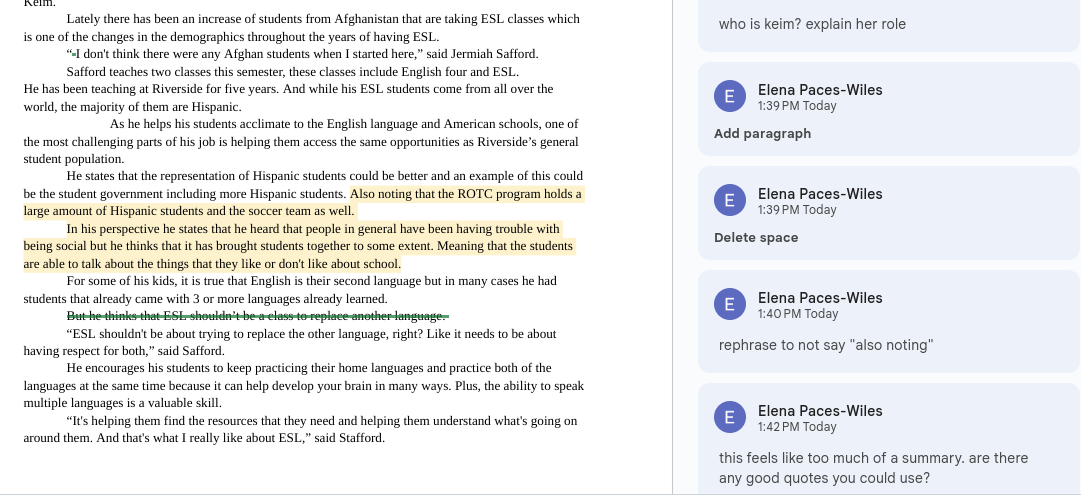 Keim.
Lately there has been an increase of students from Afghanistan that are taking ESL classes which
is one of the changes in the demographics throughout the years of having ESL.
“-I don't think there were any Afghan students when I started here,” said Jermiah Safford.
Safford teaches two classes this semester, these classes include English four and ESL.
He has been teaching at Riverside for five years. And while his ESL students come from all over the
world, the majority of them are Hispanic.
As he helps his students acclimate to the English language and American schools, one of
the most challenging parts of his job is helping them access the same opportunities as Riverside’s general
student population.
He states that the representation of Hispanic students could be better and an example of this could
be the student government including more Hispanic students. Also noting that the ROTC program holds a
large amount of Hispanic students and the soccer team as well.
In his perspective he states that he heard that people in general have been having trouble with
being social but he thinks that it has brought students together to some extent. Meaning that the students
are able to talk about the things that they like or don't like about school.
For some of his kids, it is true that English is their second language but in many cases he had
students that already came with 3 or more languages already learned.
But he thinks that ESL shouldn’t be a class to replace another language.
“ESL shouldn't be about trying to replace the other language, right? Like it needs to be about
having respect for both,” said Safford.
He encourages his students to keep practicing their home languages and practice both of the
languages at the same time because it can help develop your brain in many ways. Plus, the ability to speak
multiple languages is a valuable skill.
“It's helping them find the resources that they need and helping them understand what's going on
around them. And that's what I really like about ESL,” said Stafford.
who is keim? explain her role
E
Elena Paces-Wiles
1:39 PM Today
Add paragraph
E
Elena Paces-Wiles
1:39 PM Today
Delete space
E
Elena Paces-Wiles
1:40 PM Today
rephrase to not say "also noting"
E
Elena Paces-Wiles
1:42 PM Today
this feels like too much of a summary. are there
any good quotes you could use?